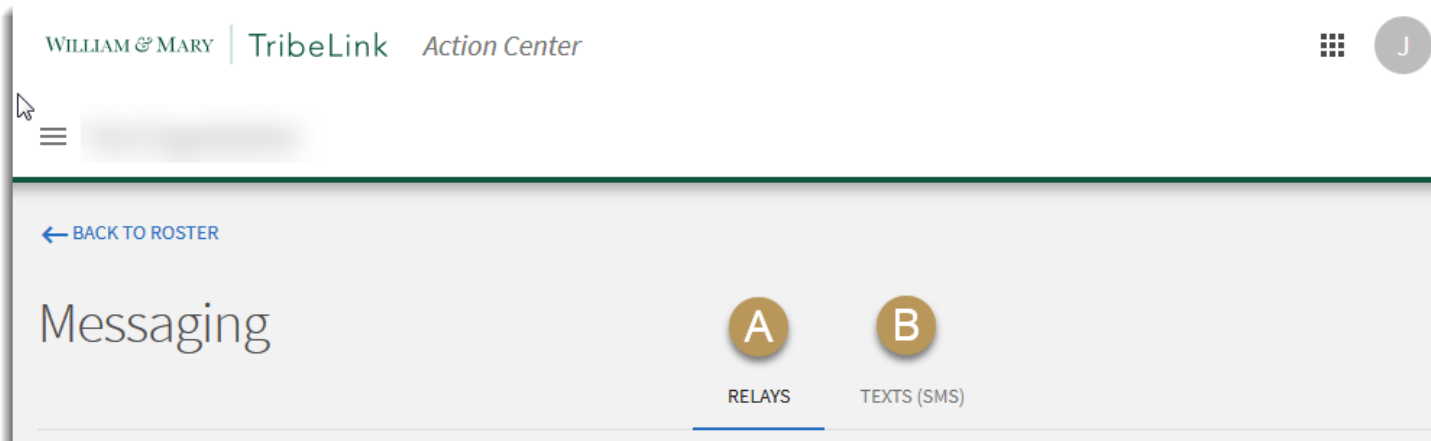 WILLIAM & MARY TribeLink Action Center J
BACK TO ROSTER
Messaging
A B
RELAYS TEXTS (SMS)